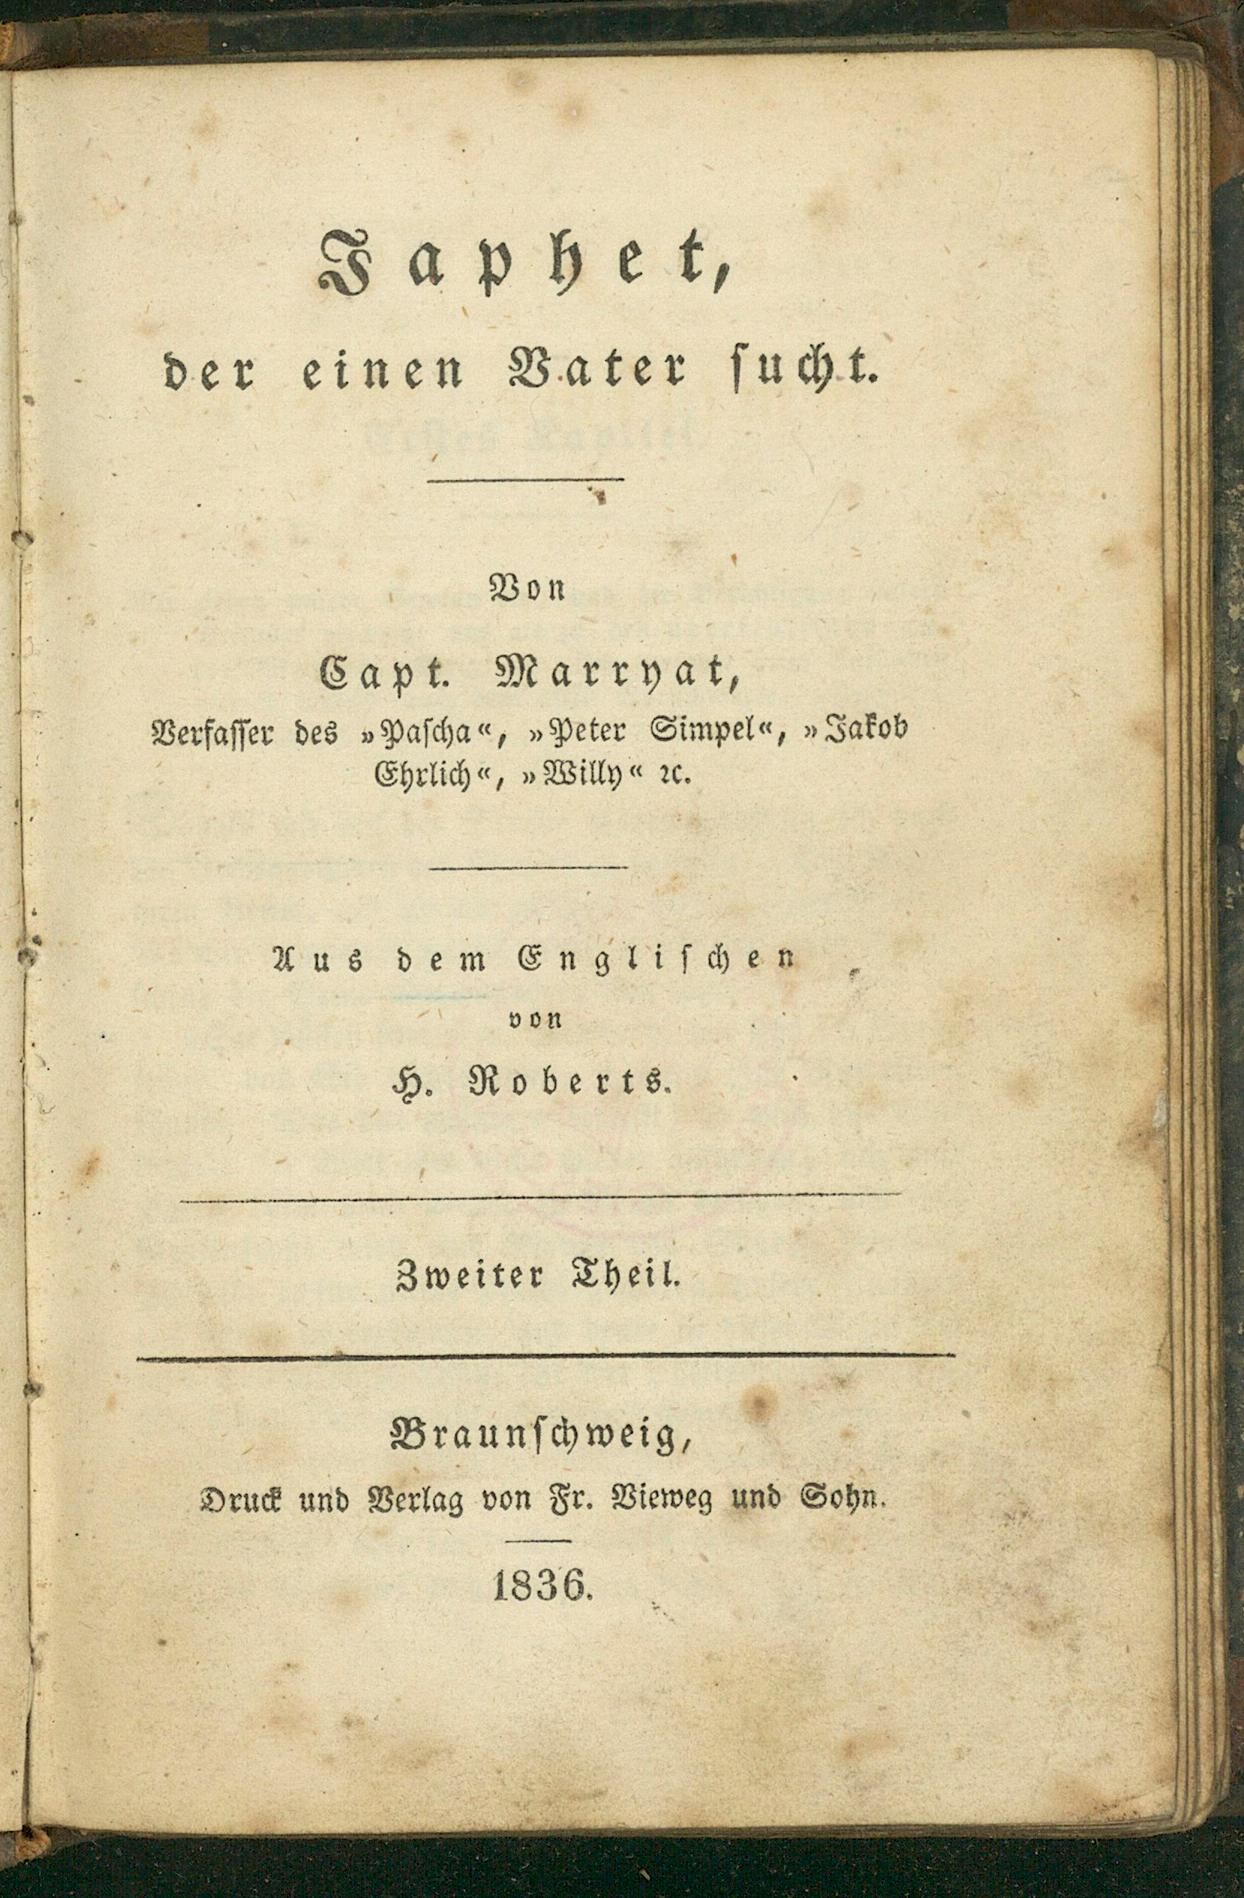 Japhet,
der einen Vater sucht.
Von
Capt. Marryat,
Verfasser des »Pascha“, »Peter Simpel“, »Jakob
Ehrlich“, »Willy“ ꝛc.
Aus dem Englischen
von
H. Roberts.
Zweiter Theil.
Braunschweig,
Druck und Verlag von Fr. Vieweg und Sohn.
1836.